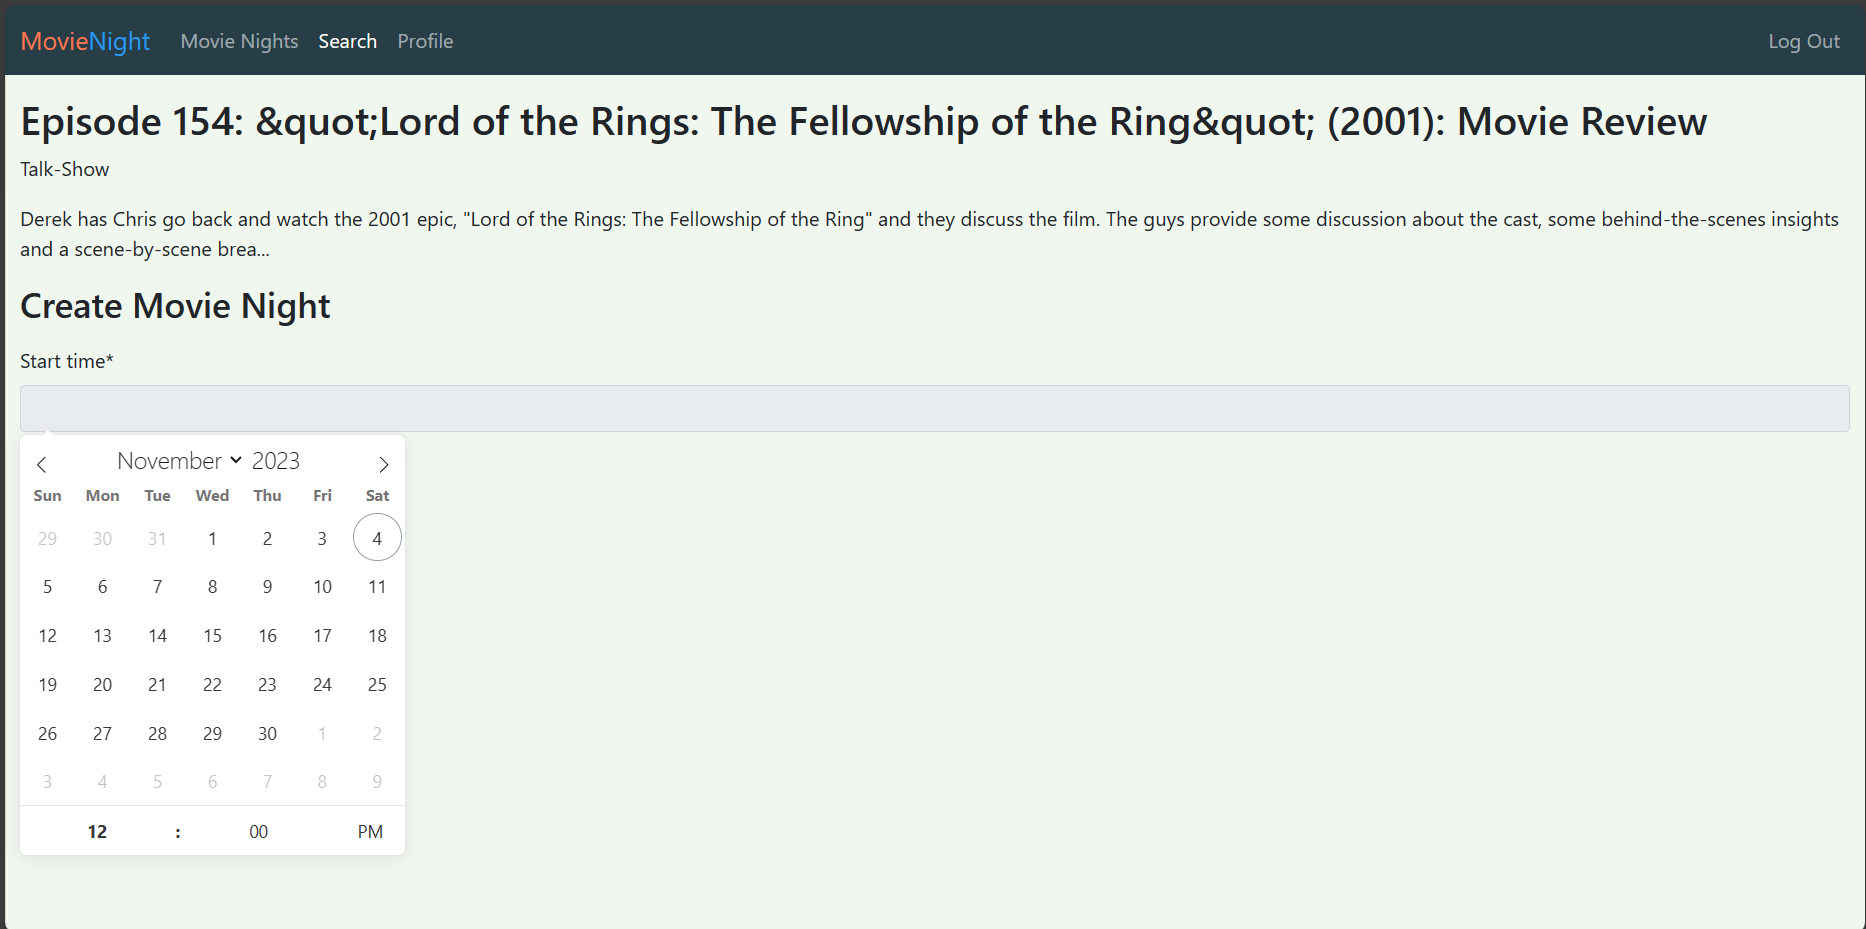 MovieNight Movie Nights Search Profile Log Out
Episode 154: &quot;Lord of the Rings: The Fellowship of the Ring&quot; (2001): Movie Review
Talk-Show
Derek has Chris go back and watch the 2001 epic, "Lord of the Rings: The Fellowship of the Ring" and they discuss the film. The guys provide some discussion about the cast, some behind-the-scenes insights
and a scene-by-scene brea...
Create Movie Night
Start time*
November 2023
Sun Mon Tue Wed Thu Fri Sat
29 30 31 1 2 3 4
5 6 7 8 9 10 11
12 13 14 15 16 17 18
19 20 21 22 23 24 25
26 27 28 29 30 1 2
3 4 5 6 7 8 9
12 : 00 PM